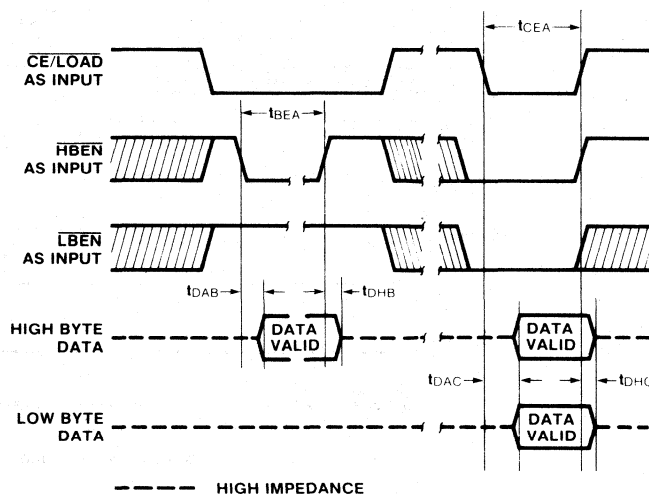 tCEA
CE/LOAD
AS INPUT
tBEA
HBEN
AS INPUT
LBEN
AS INPUT
tDAB
tDHB
HIGH BYTE
DATA
DATA
VALID
DATA
VALID
tDAC
tDHC
LOW BYTE
DATA
DATA
VALID
HIGH IMPEDANCE